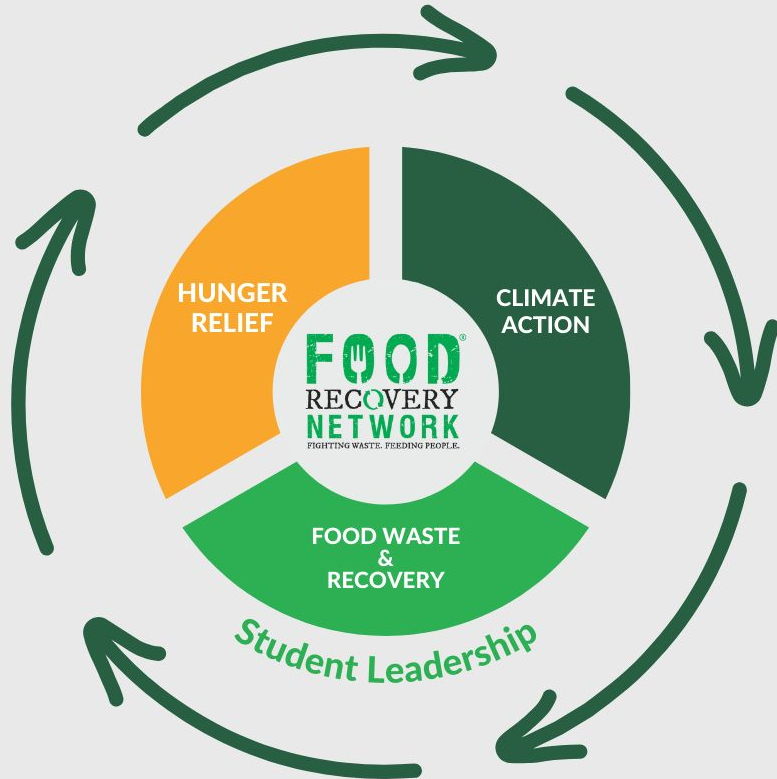 HUNGER
RELIEF
CLIMATE
ACTION
FOOD®
RECOVERY
NETWORK
FIGHTING WASTE. FEEDING PEOPLE.
FOOD WASTE
&
RECOVERY
Student Leadership